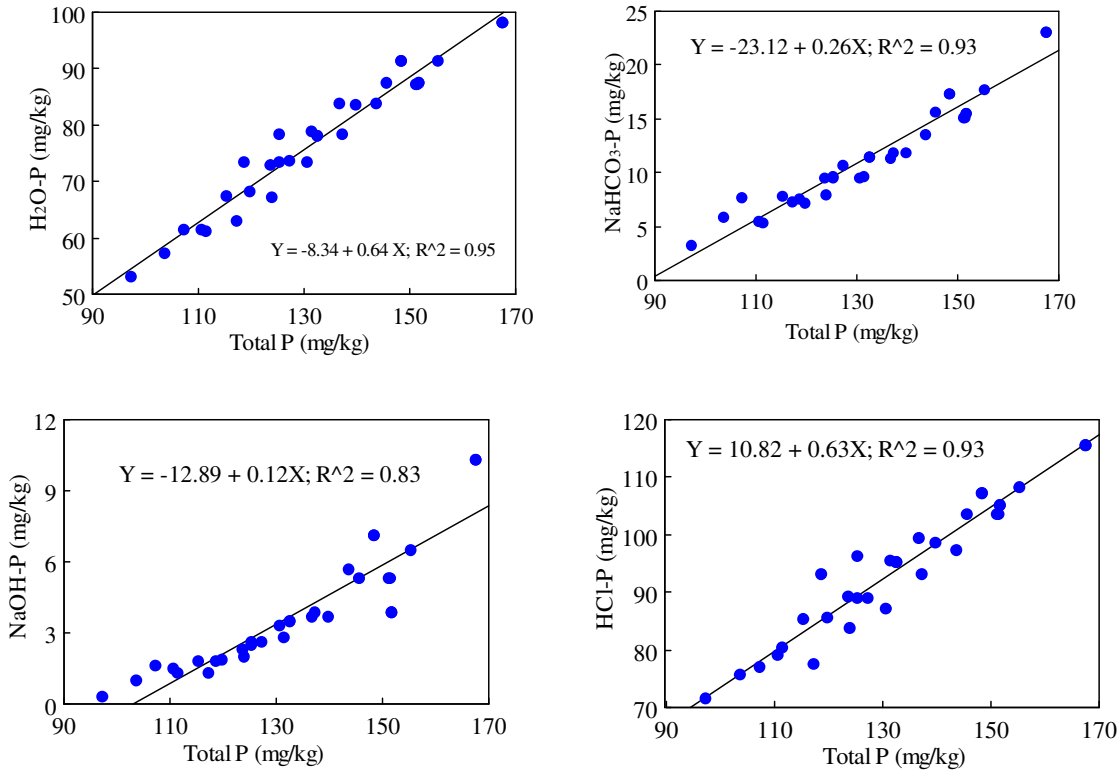 H₂O-P (mg/kg)
100
90
80
70
60
50
Y = -8.34 + 0.64 X; R^2 = 0.95
90 110 130 150 170
Total P (mg/kg)
NaHCO₃-P (mg/kg)
25
20
15
10
5
0
Y = -23.12 + 0.26X; R^2 = 0.93
90 110 130 150 170
Total P (mg/kg)
NaOH-P (mg/kg)
12
9
6
3
0
Y = -12.89 + 0.12X; R^2 = 0.83
90 110 130 150 170
Total P (mg/kg)
HCl-P (mg/kg)
120
110
100
90
80
70
Y = 10.82 + 0.63X; R^2 = 0.93
90 110 130 150 170
Total P (mg/kg)